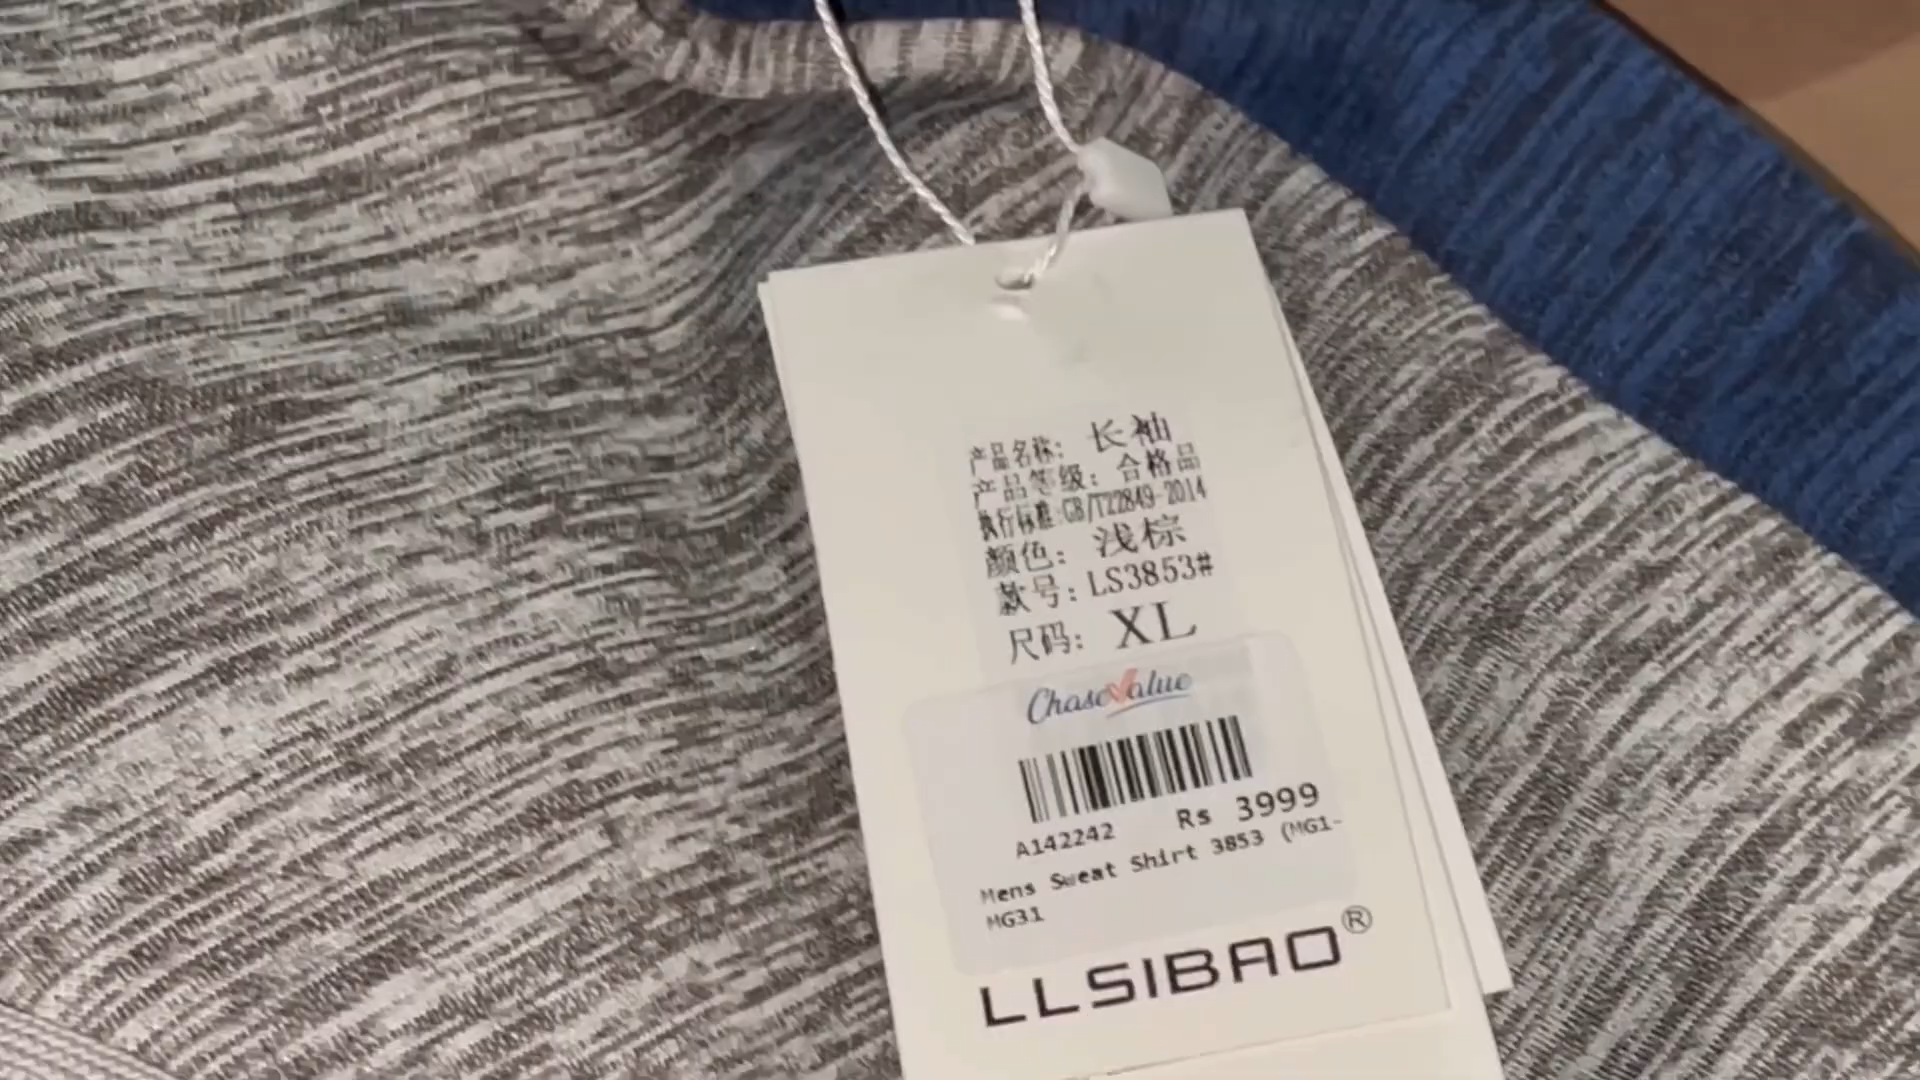 产品名称: 长袖
产品等级: 合格品
执行标准:GB/T22849-2014
颜色: 浅棕
款号: LS3853#
尺码: XL
ChaseValue
A142242 Rs 3999
Mens Sweat Shirt 3853 (MG1-
MG31
LLSIBAO®